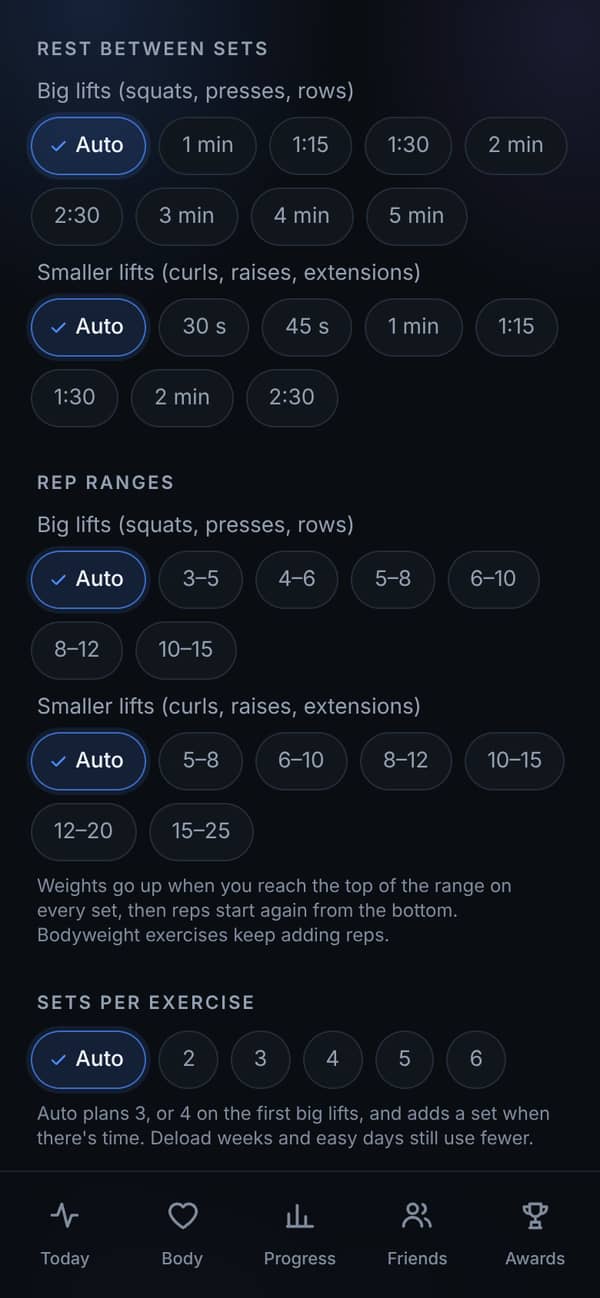 REST BETWEEN SETS
Big lifts (squats, presses, rows)
Auto 1 min 1:15 1:30 2 min
2:30 3 min 4 min 5 min
Smaller lifts (curls, raises, extensions)
Auto 30 s 45 s 1 min 1:15
1:30 2 min 2:30
REP RANGES
Big lifts (squats, presses, rows)
Auto 3–5 4–6 5–8 6–10
8–12 10–15
Smaller lifts (curls, raises, extensions)
Auto 5–8 6–10 8–12 10–15
12–20 15–25
Weights go up when you reach the top of the range on
every set, then reps start again from the bottom.
Bodyweight exercises keep adding reps.
SETS PER EXERCISE
Auto 2 3 4 5 6
Auto plans 3, or 4 on the first big lifts, and adds a set when
there's time. Deload weeks and easy days still use fewer.
Today Body Progress Friends Awards